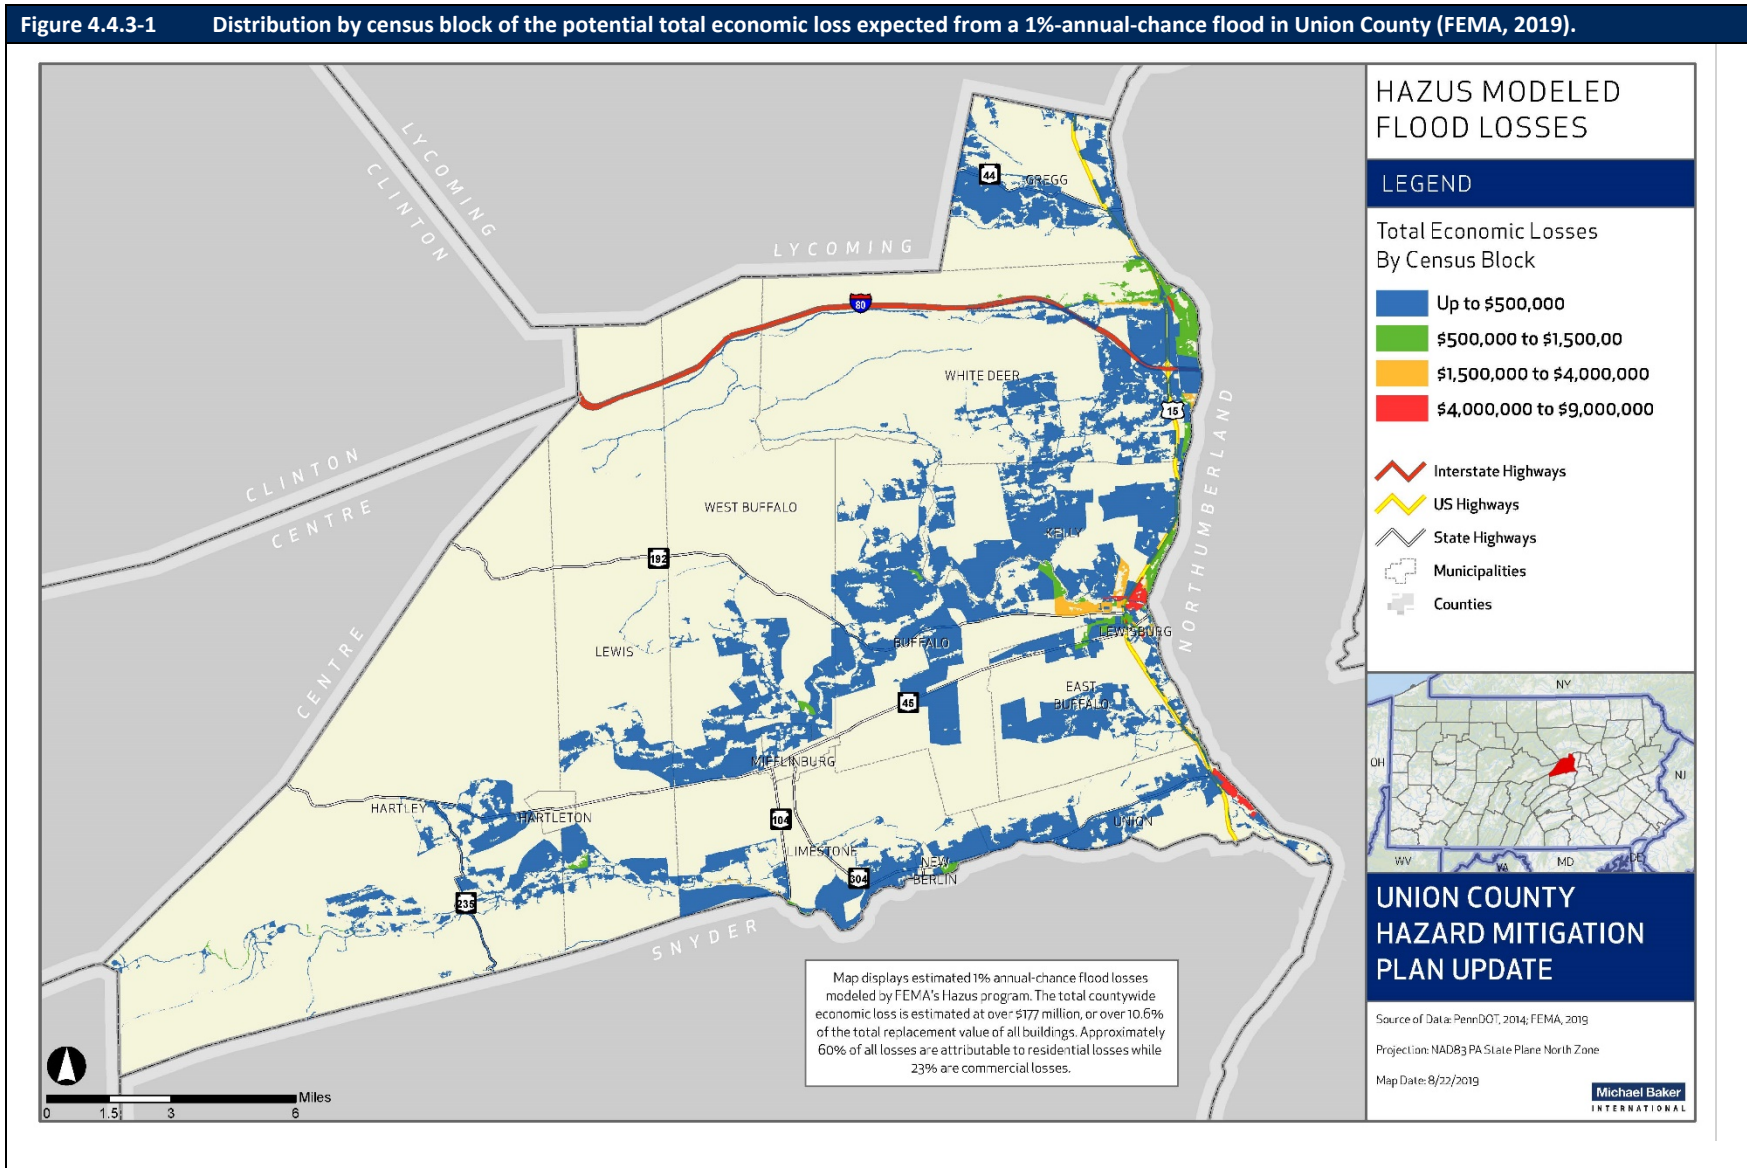 Figure 4.4.3-1 Distribution by census block of the potential total economic loss expected from a 1%-annual-chance flood in Union County (FEMA, 2019).
HAZUS MODELED
FLOOD LOSSES
LEGEND
Total Economic Losses
By Census Block
Up to $500,000
$500,000 to $1,500,00
$1,500,000 to $4,000,000
$4,000,000 to $9,000,000
Interstate Highways
US Highways
State Highways
Municipalities
Counties
LYCOMING
CLINTON
LYCOMING
CLINTON
CENTRE
CENTRE
NORTHUMBERLAND
SNYDER
44
GREGG
80
WHITE DEER
15
WEST BUFFALO
KELLY
192
LEWISBURG
BUFFALO
LEWIS
EAST
BUFFALO
45
MIFFLINBURG
HARTLEY
HARTLETON
104
UNION
LIMESTONE
NEW
BERLIN
304
235
Map displays estimated 1% annual-chance flood losses
modeled by FEMA's Hazus program. The total countywide
economic loss is estimated at over $177 million, or over 10.6%
of the total replacement value of all buildings. Approximately
60% of all losses are attributable to residential losses while
23% are commercial losses.
Miles
0 1.5 3 6
NY
OH
NJ
WV
VA
MD
DE
UNION COUNTY
HAZARD MITIGATION
PLAN UPDATE
Source of Data: PennDOT, 2014; FEMA, 2019
Projection: NAD83 PA State Plane North Zone
Map Date: 8/22/2019
Michael Baker
INTERNATIONAL